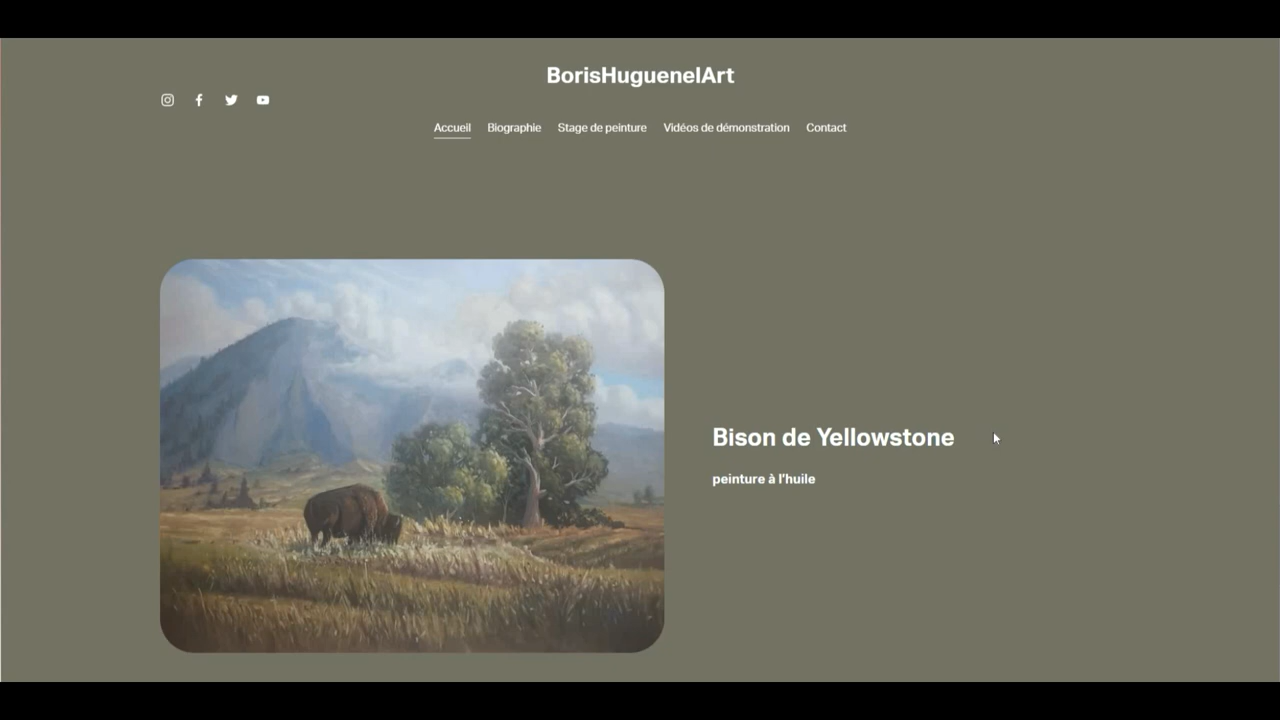 BorisHuguenelArt
Accueil Biographie Stage de peinture Vidéos de démonstration Contact
Bison de Yellowstone
peinture à l'huile